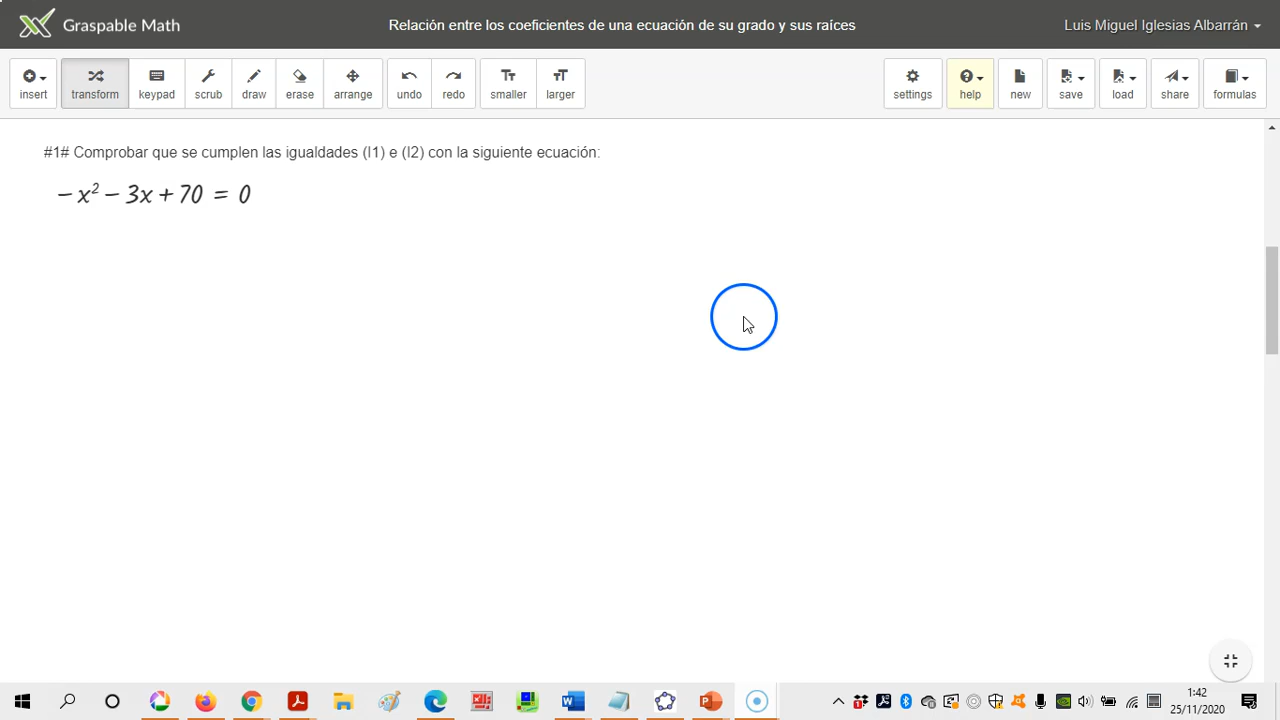 Graspable Math
Relación entre los coeficientes de una ecuación de su grado y sus raíces
Luis Miguel Iglesias Albarrán
insert transform keypad scrub draw erase arrange undo redo smaller larger settings help new save load share formulas
#1# Comprobar que se cumplen las igualdades (I1) e (I2) con la siguiente ecuación:
−x² − 3x + 70 = 0
1:42
25/11/2020